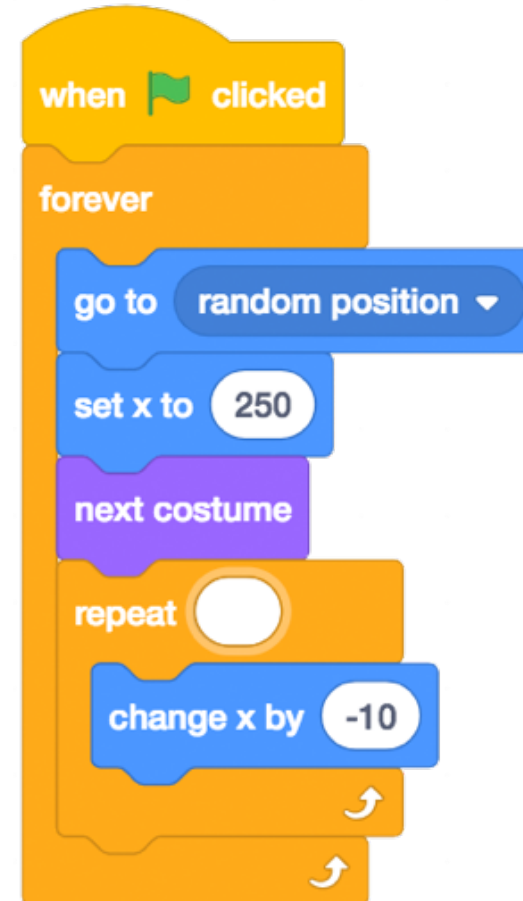 when clicked
forever
go to random position
set x to 250
next costume
repeat
change x by -10